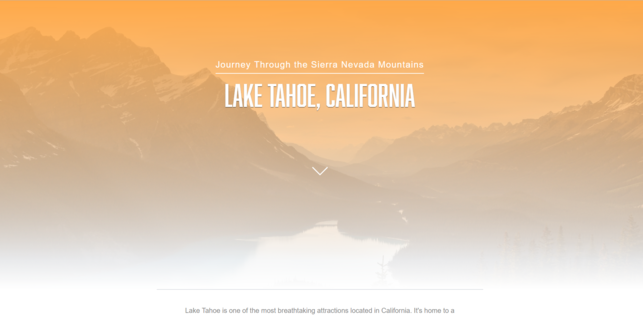 Journey Through the Sierra Nevada Mountains
LAKE TAHOE, CALIFORNIA
Lake Tahoe is one of the most breathtaking attractions located in California. It's home to a